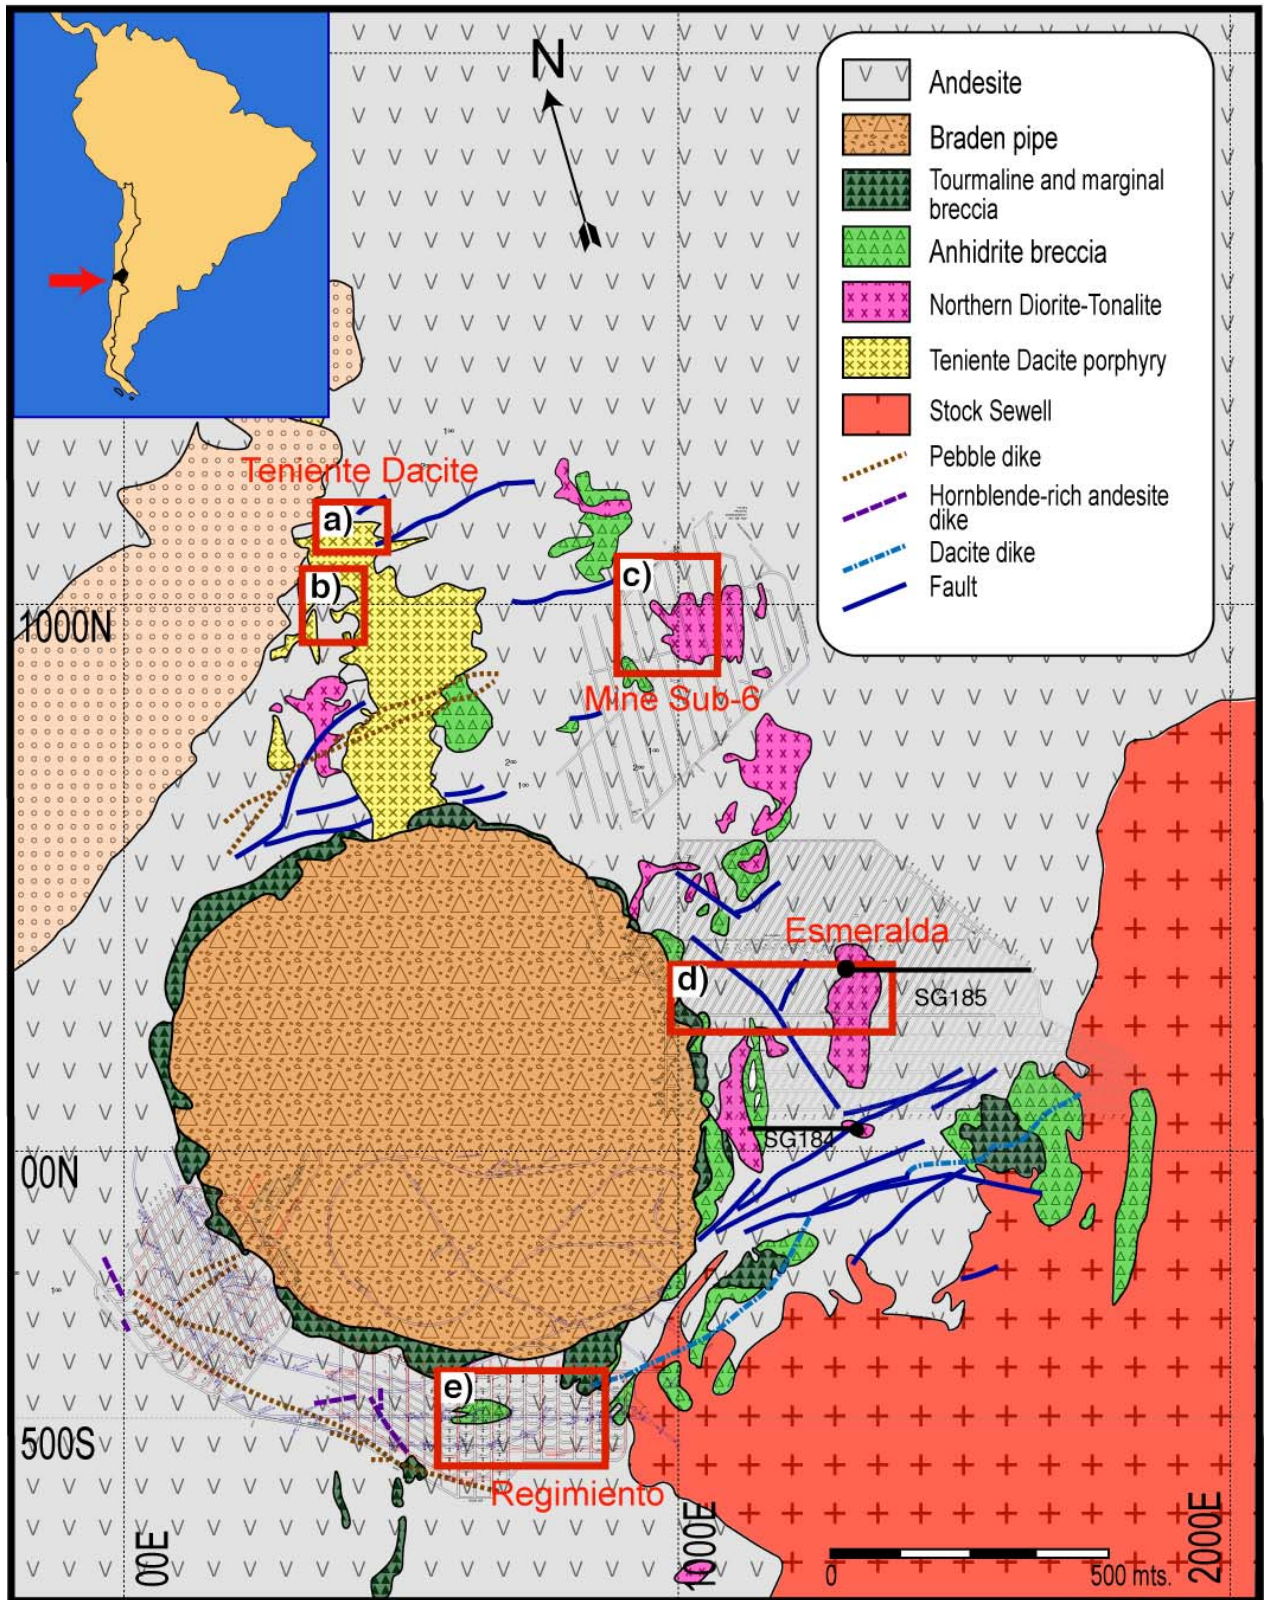 N
Andesite
Braden pipe
Tourmaline and marginal
breccia
Anhidrite breccia
Northern Diorite-Tonalite
Teniente Dacite porphyry
Stock Sewell
Pebble dike
Hornblende-rich andesite
dike
Dacite dike
Fault
Teniente Dacite
a)
b)
c)
1000N
Mine Sub-6
Esmeralda
d)
SG185
SG184
00N
e)
500S
Regimiento
00E
1000E
2000E
0
500 mts.